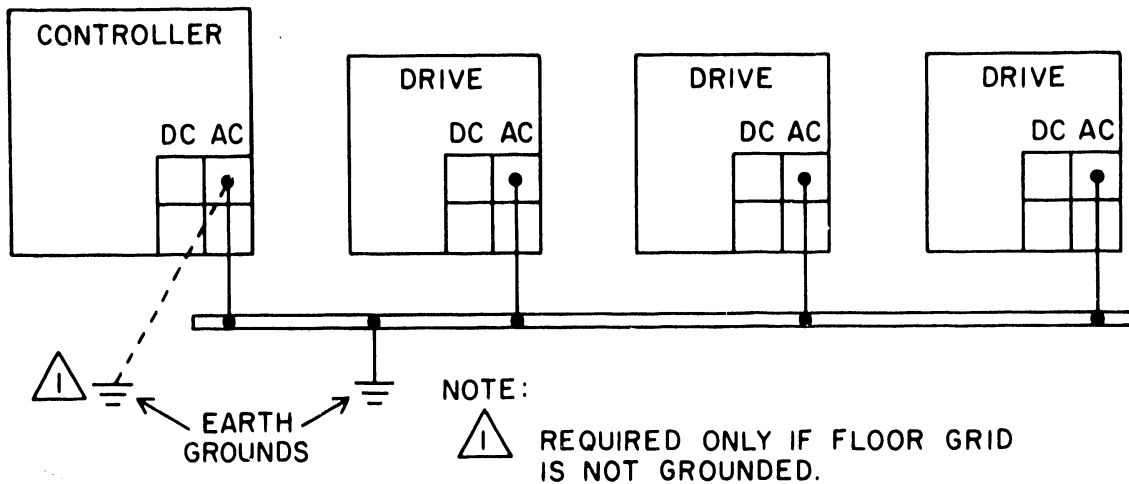 CONTROLLER
DRIVE
DRIVE
DRIVE
DC AC
DC AC
DC AC
DC AC
1
EARTH
GROUNDS
NOTE:
1
REQUIRED ONLY IF FLOOR GRID
IS NOT GROUNDED.